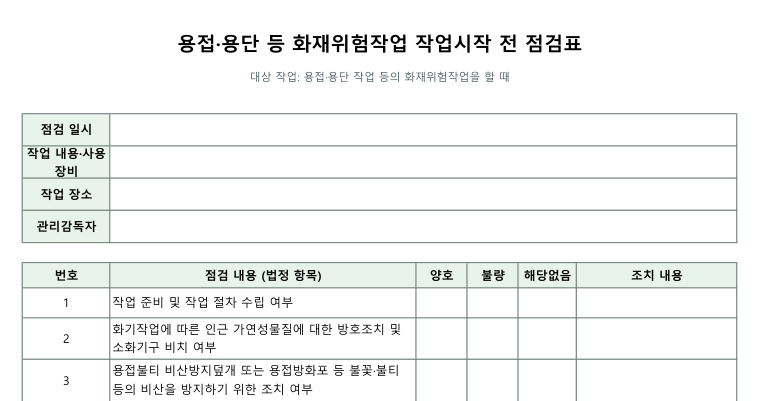 용접·용단 등 화재위험작업 작업시작 전 점검표
대상 작업: 용접·용단 작업 등의 화재위험작업을 할 때
점검 일시
작업 내용·사용
장비
작업 장소
관리감독자
번호 점검 내용 (법정 항목) 양호 불량 해당없음 조치 내용
1 작업 준비 및 작업 절차 수립 여부
2 화기작업에 따른 인근 가연성물질에 대한 방호조치 및
소화기구 비치 여부
3 용접불티 비산방지덮개 또는 용접방화포 등 불꽃·불티
등의 비산을 방지하기 위한 조치 여부